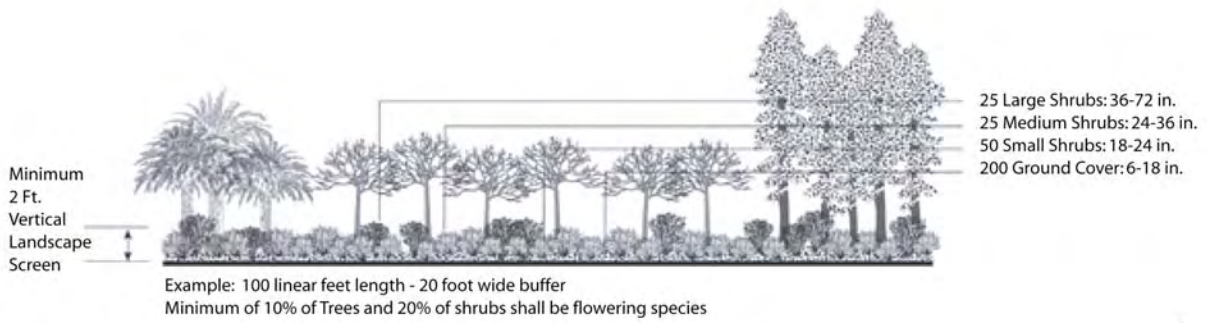 25 Large Shrubs: 36-72 in.
25 Medium Shrubs: 24-36 in.
50 Small Shrubs: 18-24 in.
200 Ground Cover: 6-18 in.
Minimum
2 Ft.
Vertical
Landscape
Screen
Example: 100 linear feet length - 20 foot wide buffer
Minimum of 10% of Trees and 20% of shrubs shall be flowering species